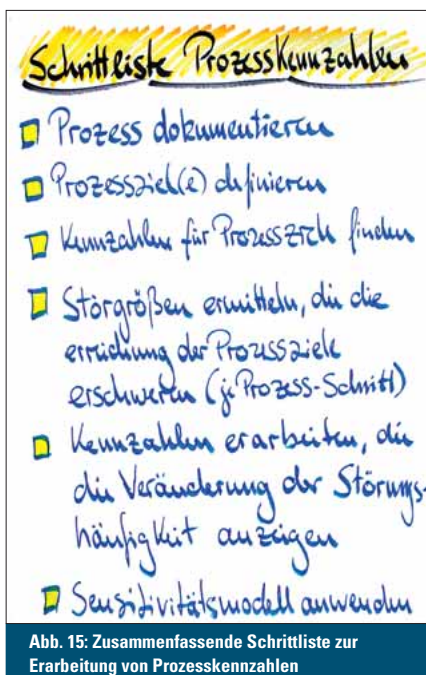 Schrittliste Prozesskennzahlen
Prozess dokumentieren
Prozessziel(e) definieren
Kennzahlen für Prozessziele finden
Störgrößen ermitteln, die die
erreichung der Prozessziele
erschweren (je Prozess-Schritt)
Kennzahlen erarbeiten, die
die Veränderung der Störungs-
häufigkeit anzeigen
Sensitivitätsmodell anwenden
Abb. 15: Zusammenfassende Schrittliste zur
Erarbeitung von Prozesskennzahlen